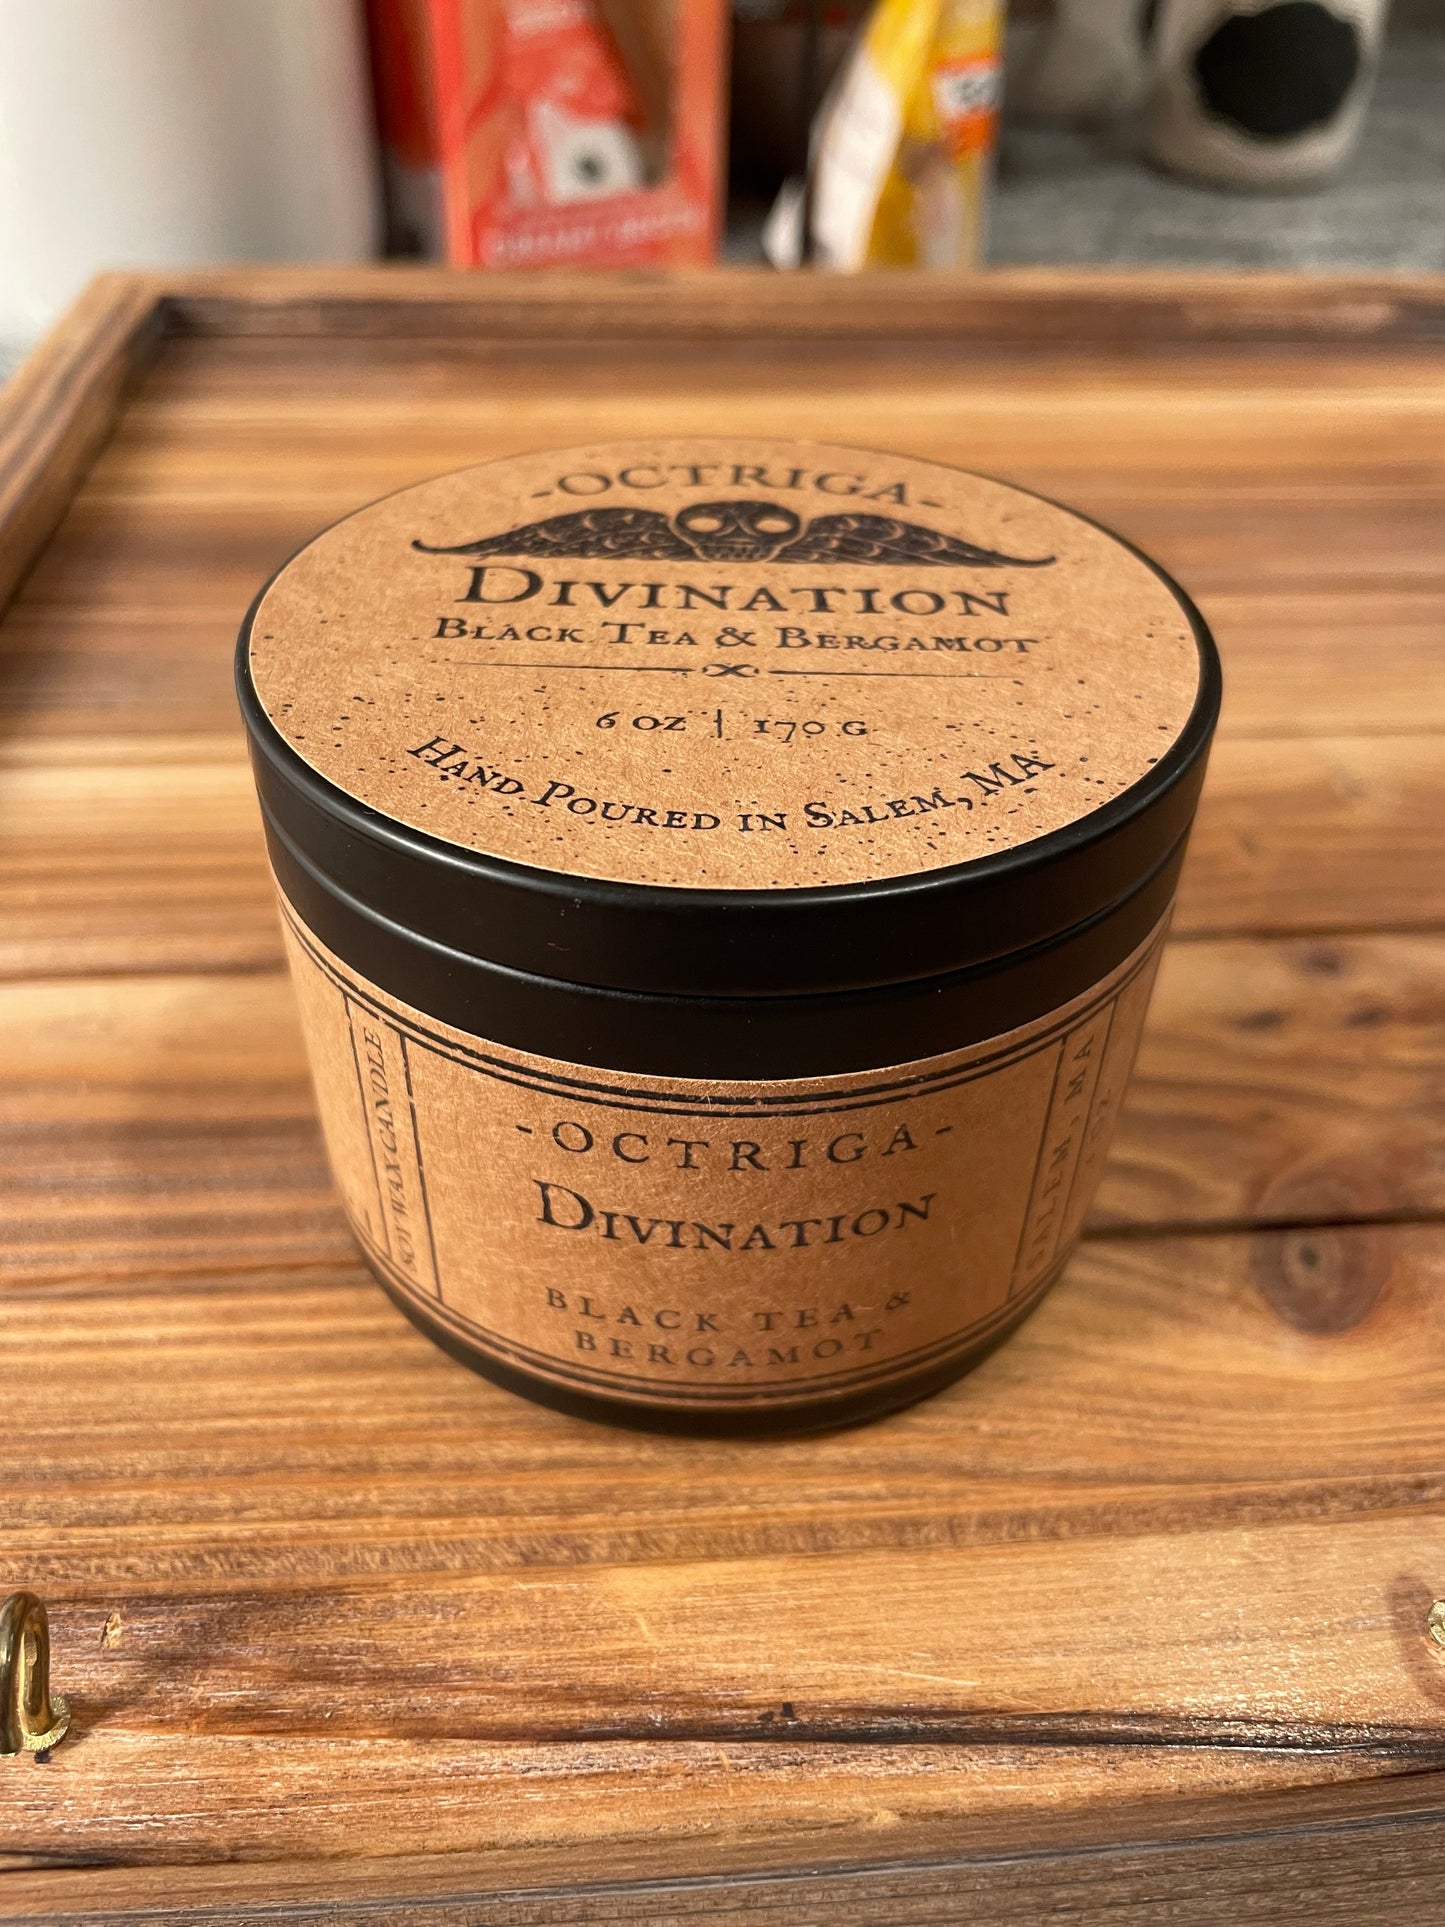 -OCTRIGA-
Divination
Black Tea & Bergamot
6 oz | 170 g
Hand Poured in Salem, MA
SOY WAX CANDLE
-OCTRIGA-
Divination
BLACK TEA &
BERGAMOT
SALEM, MA